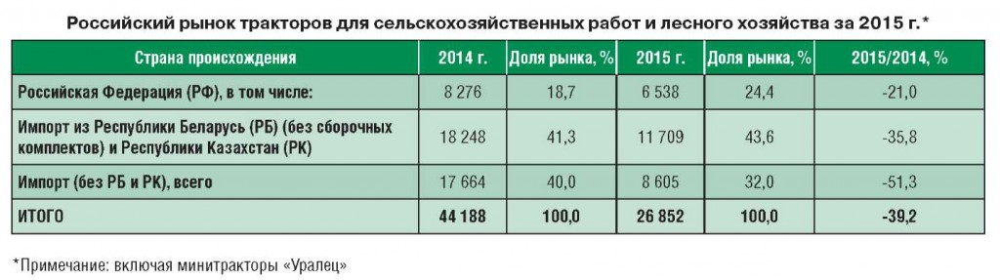 Российский рынок тракторов для сельскохозяйственных работ и лесного хозяйства за 2015 г.*
Страна происхождения 2014 г. Доля рынка, % 2015 г. Доля рынка, % 2015/2014, %
Российская Федерация (РФ), в том числе: 8 276 18,7 6 538 24,4 -21,0
Импорт из Республики Беларусь (РБ) (без сборочных
комплектов) и Республики Казахстан (РК) 18 248 41,3 11 709 43,6 -35,8
Импорт (без РБ и РК), всего 17 664 40,0 8 605 32,0 -51,3
ИТОГО 44 188 100,0 26 852 100,0 -39,2
*Примечание: включая минитракторы «Уралец»